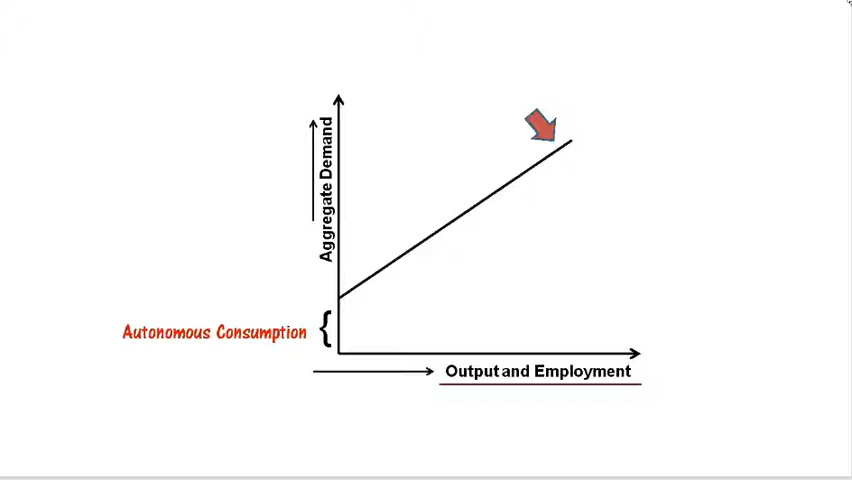 Aggregate Demand
Autonomous Consumption
Output and Employment